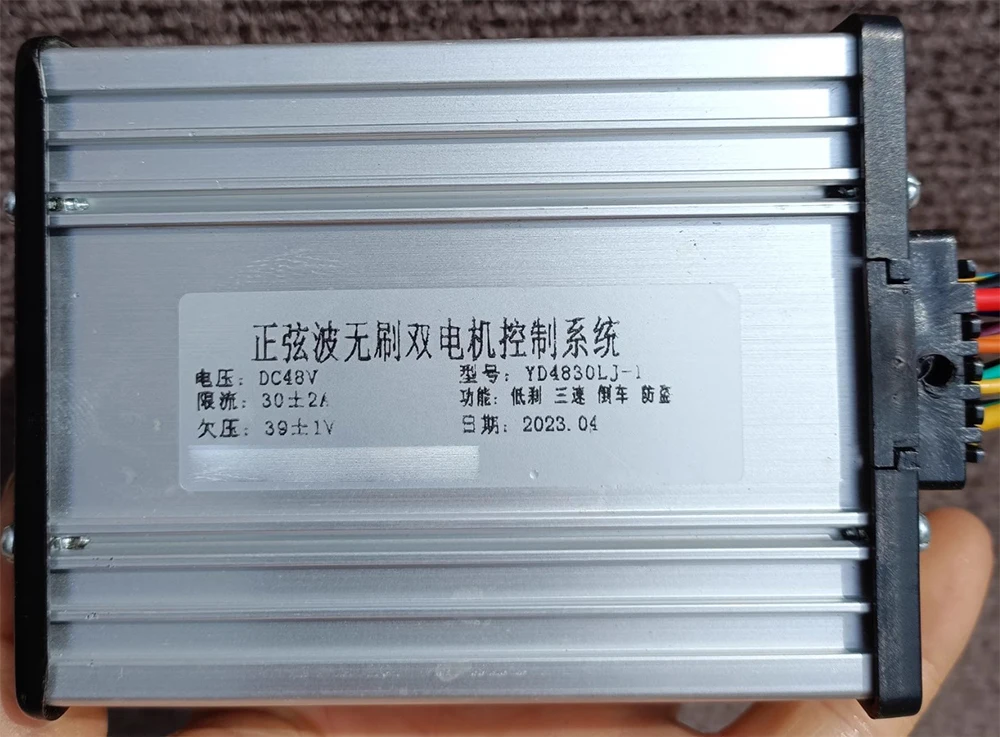 正弦波无刷双电机控制系统
电压: DC48V
型号: YD4830LJ-1
限流: 30±2A
功能: 低刹 三速 倒车 防盗
欠压: 39±1V
日期: 2023.04